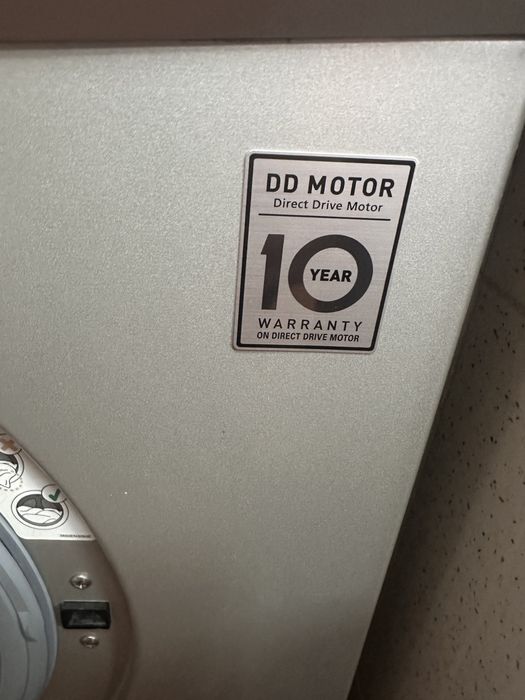 DD MOTOR
Direct Drive Motor
10
YEAR
WARRANTY
ON DIRECT DRIVE MOTOR